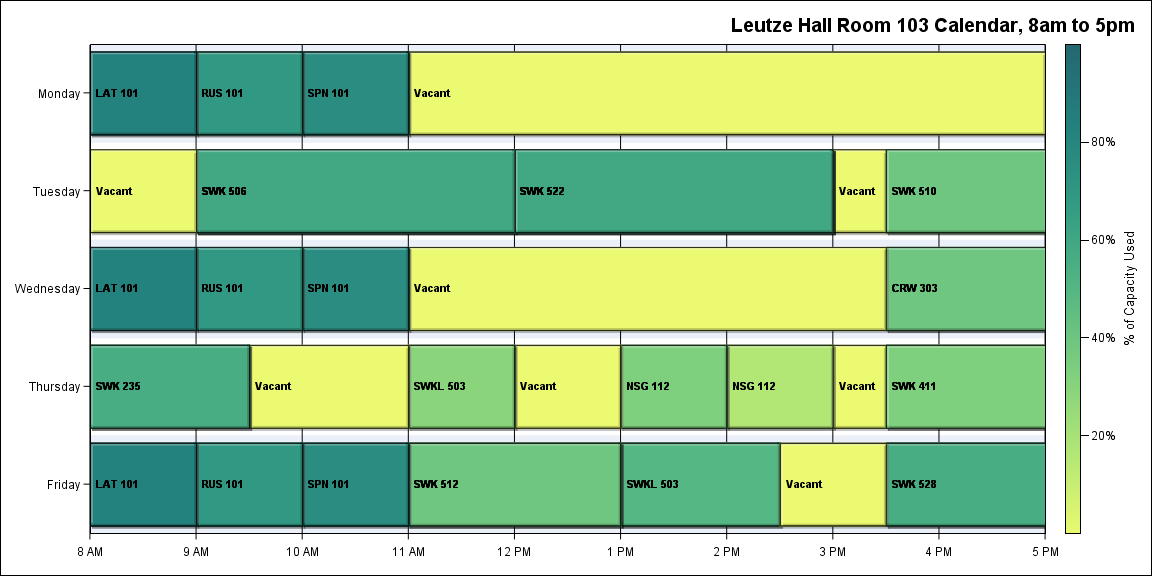 Leutze Hall Room 103 Calendar, 8am to 5pm
Monday
LAT 101
RUS 101
SPN 101
Vacant
Tuesday
Vacant
SWK 506
SWK 522
Vacant
SWK 510
Wednesday
LAT 101
RUS 101
SPN 101
Vacant
CRW 303
Thursday
SWK 235
Vacant
SWKL 503
Vacant
NSG 112
NSG 112
Vacant
SWK 411
Friday
LAT 101
RUS 101
SPN 101
SWK 512
SWKL 503
Vacant
SWK 528
8 AM
9 AM
10 AM
11 AM
12 PM
1 PM
2 PM
3 PM
4 PM
5 PM
80%
60%
40%
20%
% of Capacity Used